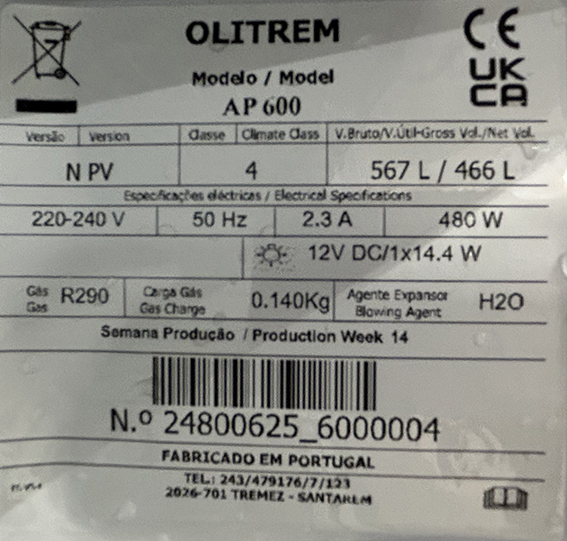 OLITREM
CE
Modelo / Model
UK
CA
AP 600
Versão Version Classe Climate Class V.Bruto/V.Útil-Gross Vol./Net Vol.
N PV 4 567 L / 466 L
Especificações eléctricas / Electrical Specifications
220-240 V 50 Hz 2.3 A 480 W
12V DC/1x14.4 W
Gás R290 Carga Gás 0.140Kg Agente Expansor H2O
Gas Gas Charge Blowing Agent
Semana Produção / Production Week 14
N.º 24800625_6000004
FABRICADO EM PORTUGAL
TEL.: 243/479176/7/123
2026-701 TREMEZ - SANTAREM